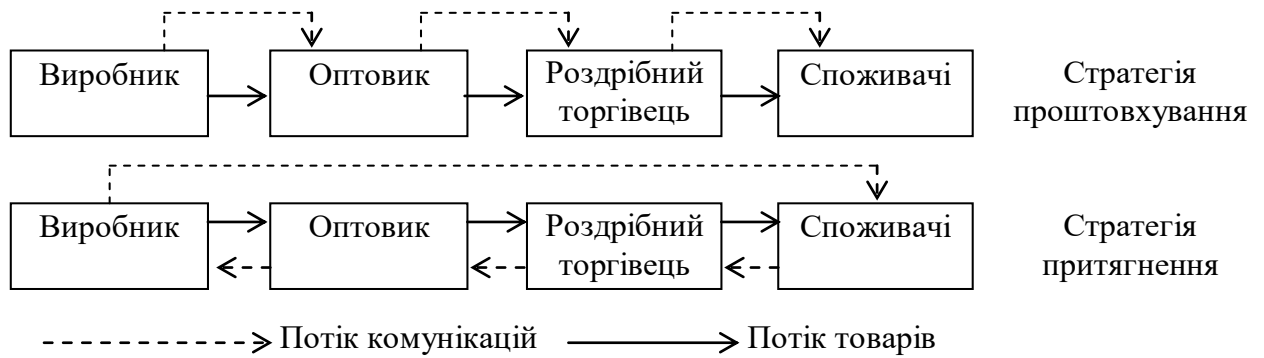 Виробник Оптовик Роздрібний Споживачі Стратегія
торгівець проштовхування
Виробник Оптовик Роздрібний Споживачі Стратегія
торгівець притягнення
Потік комунікацій Потік товарів